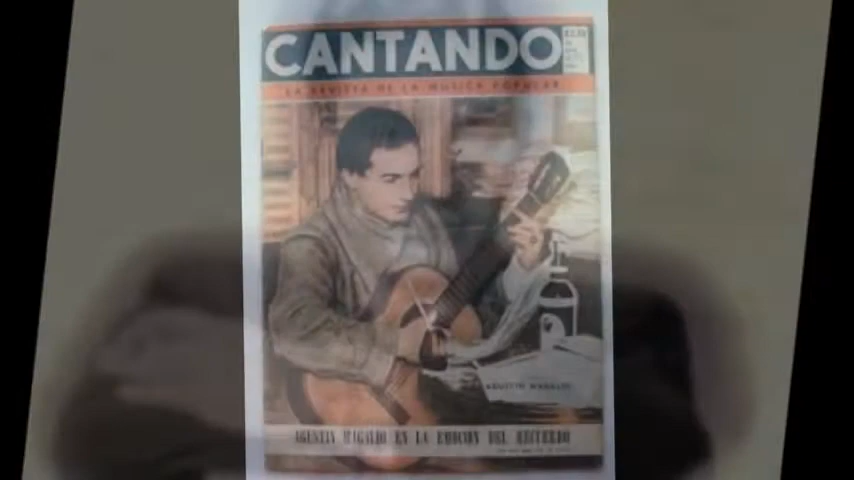 CANTANDO
LA REVISTA DE LA MUSICA POPULAR
AGUSTIN MAGALDI
AGUSTIN MAGALDI EN LA EMOCION DEL RECUERDO